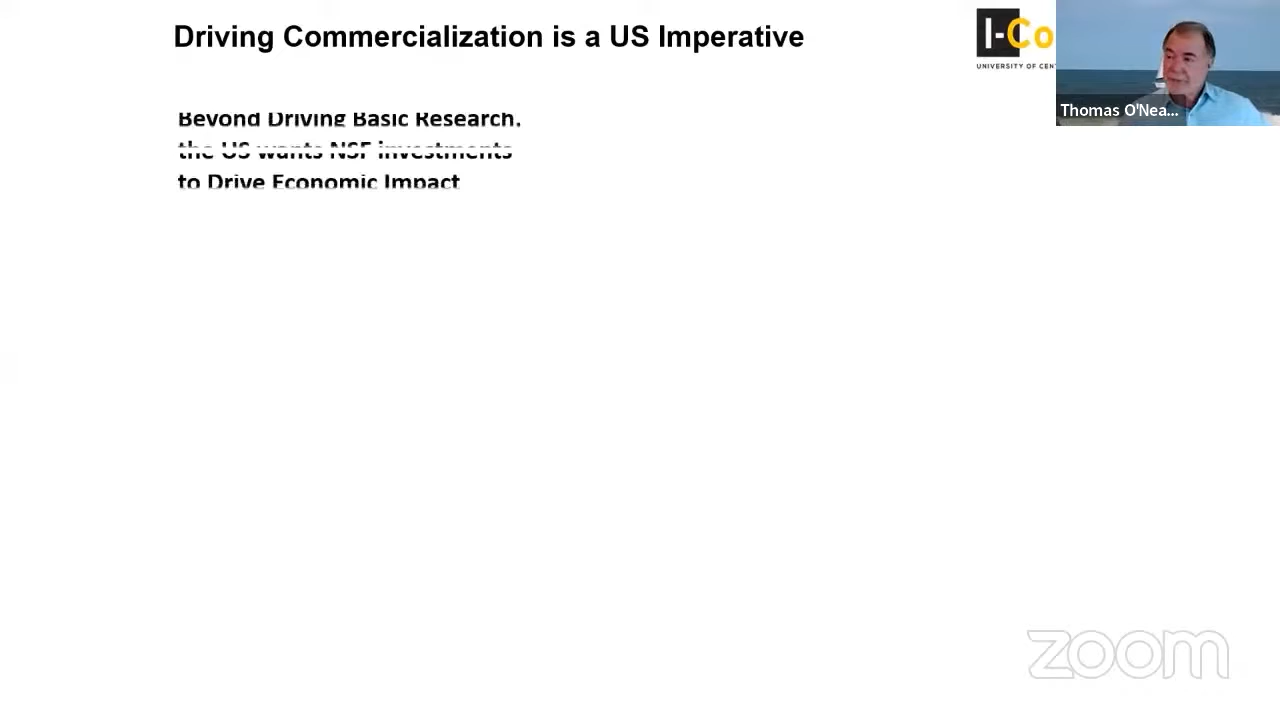 Driving Commercialization is a US Imperative
I-Co
UNIVERSITY OF CEN
Thomas O'Nea...
Beyond Driving Basic Research,
the US wants NSF investments
to Drive Economic Impact
zoom